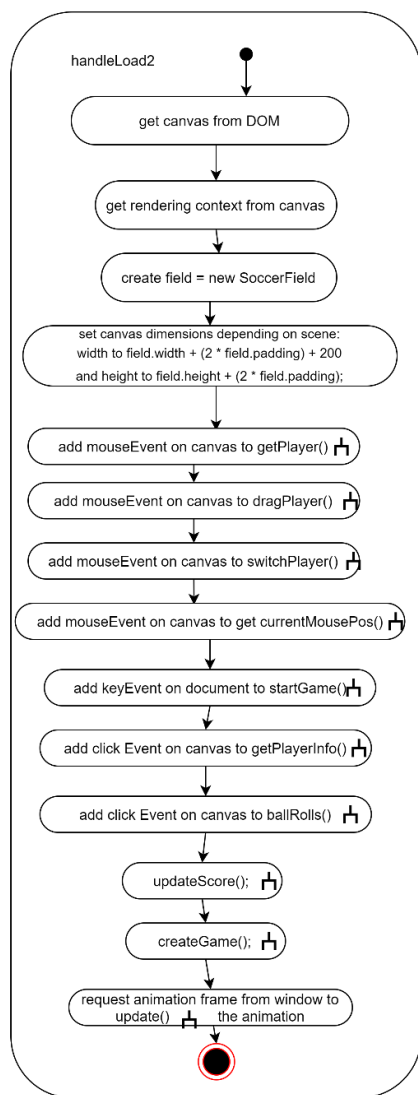 handleLoad2
get canvas from DOM
get rendering context from canvas
create field = new SoccerField
set canvas dimensions depending on scene:
width to field.width + (2 * field.padding) + 200
and height to field.height + (2 * field.padding);
add mouseEvent on canvas to getPlayer()
add mouseEvent on canvas to dragPlayer()
add mouseEvent on canvas to switchPlayer()
add mouseEvent on canvas to get currentMousePos()
add keyEvent on document to startGame()
add click Event on canvas to getPlayerInfo()
add click Event on canvas to ballRolls()
updateScore();
createGame();
request animation frame from window to
update() the animation